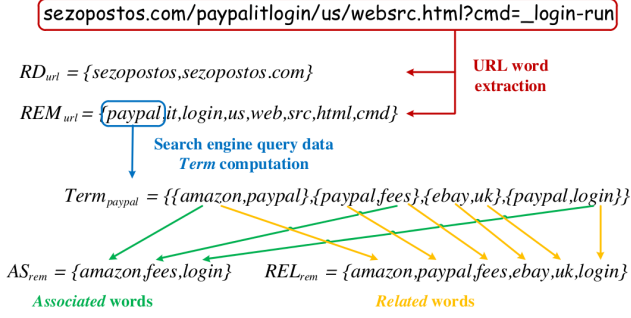 sezopostos.com/paypalitlogin/us/websrc.html?cmd=_login-run
RDurl = {sezopostos,sezopostos.com}
URL word
extraction
REMurl = {paypal,it,login,us,web,src,html,cmd}
Search engine query data
Term computation
Termpaypal = {{amazon,paypal},{paypal,fees},{ebay,uk},{paypal,login}}
ASrem = {amazon,fees,login}
RELrem = {amazon,paypal,fees,ebay,uk,login}
Associated words
Related words